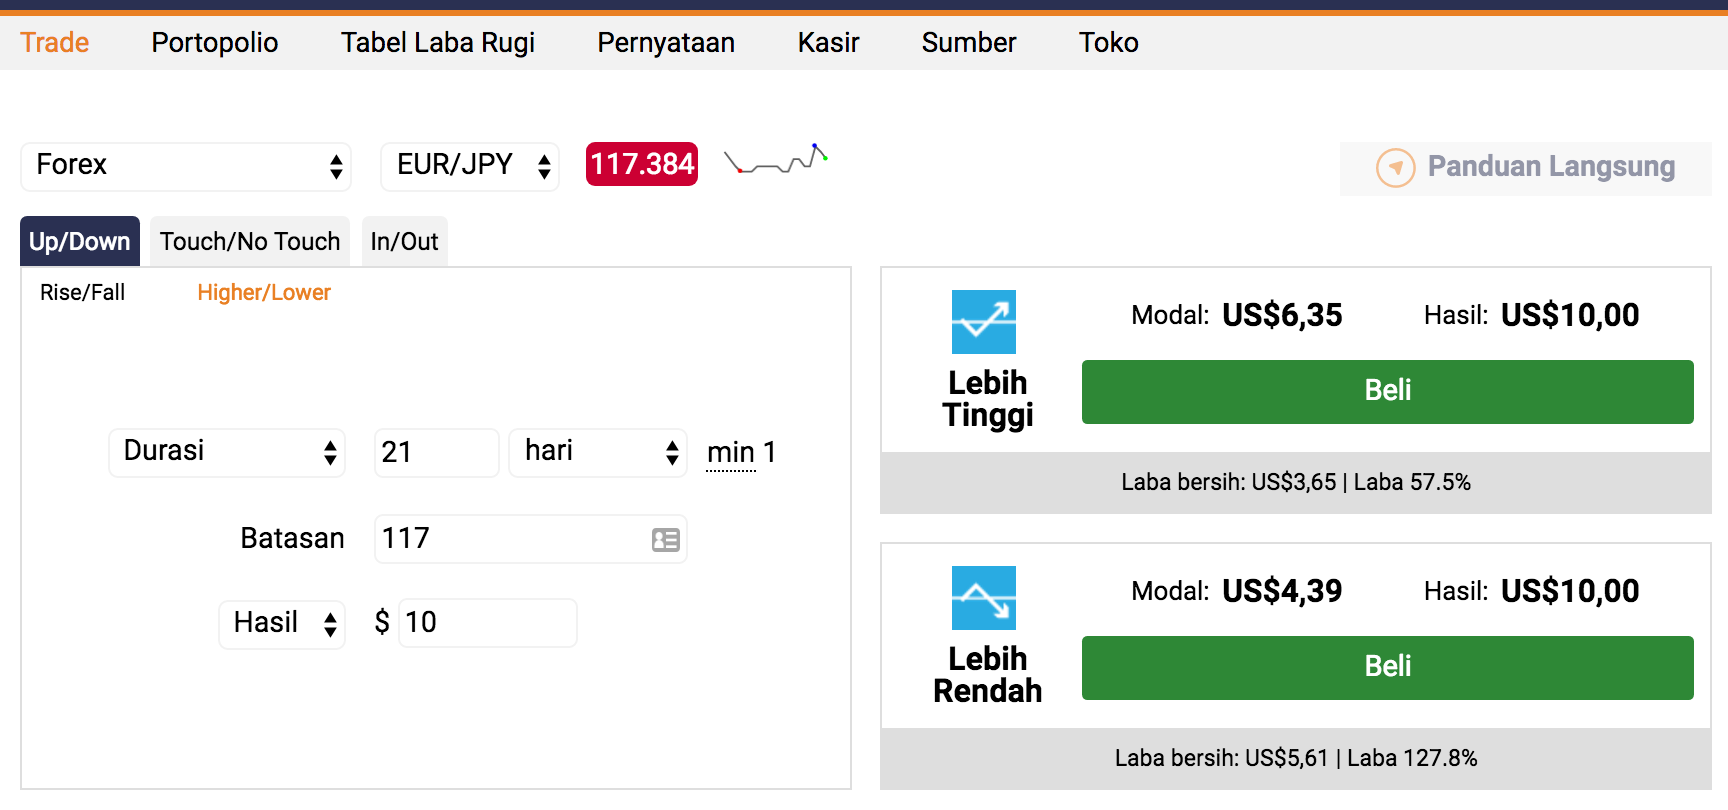 Trade Portopolio Tabel Laba Rugi Pernyataan Kasir Sumber Toko
Forex EUR/JPY 117.384 Panduan Langsung
Up/Down Touch/No Touch In/Out
Rise/Fall Higher/Lower
Durasi 21 hari min 1
Batasan 117
Hasil $ 10
Modal: US$6,35 Hasil: US$10,00
Lebih
Tinggi
Beli
Laba bersih: US$3,65 | Laba 57.5%
Modal: US$4,39 Hasil: US$10,00
Lebih
Rendah
Beli
Laba bersih: US$5,61 | Laba 127.8%